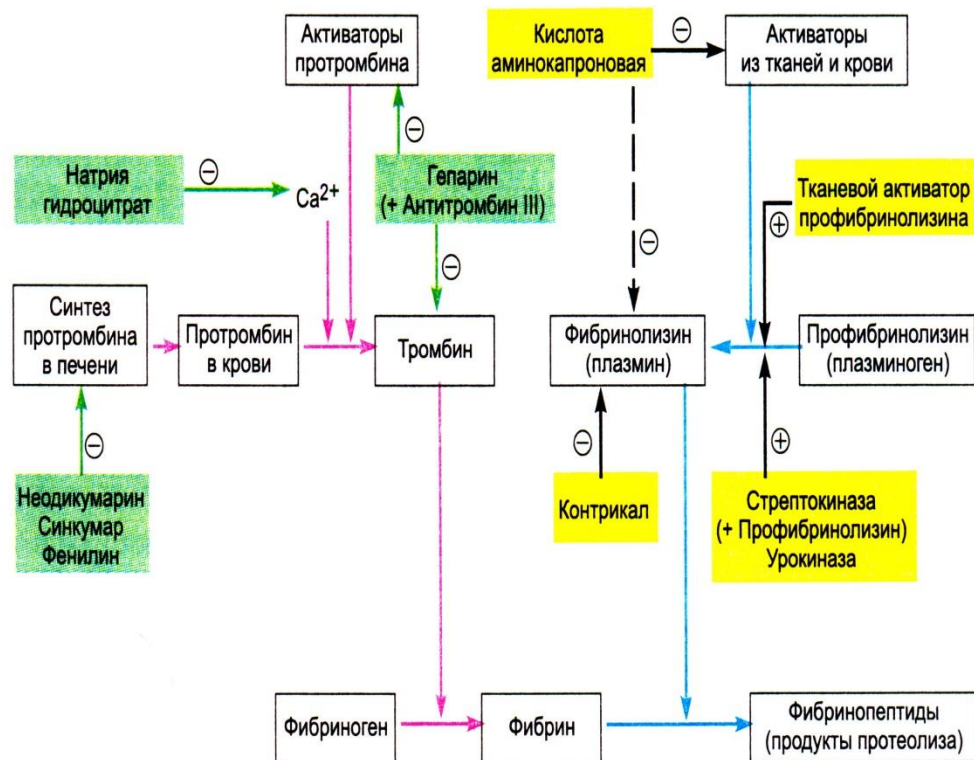 Активаторы
протромбина
Кислота
аминокапроновая
⊖
Активаторы
из тканей и крови
⊖
Натрия
гидроцитрат
⊖
Ca²⁺
Гепарин
(+ Антитромбин III)
Тканевой активатор
профибринолизина
⊕
⊖
⊖
Синтез
протромбина
в печени
Протромбин
в крови
Тромбин
Фибринолизин
(плазмин)
Профибринолизин
(плазминоген)
⊖
⊖
⊕
Неодикумарин
Синкумар
Фенилин
Контрикал
Стрептокиназа
(+ Профибринолизин)
Урокиназа
Фибриноген
Фибрин
Фибринопептиды
(продукты протеолиза)